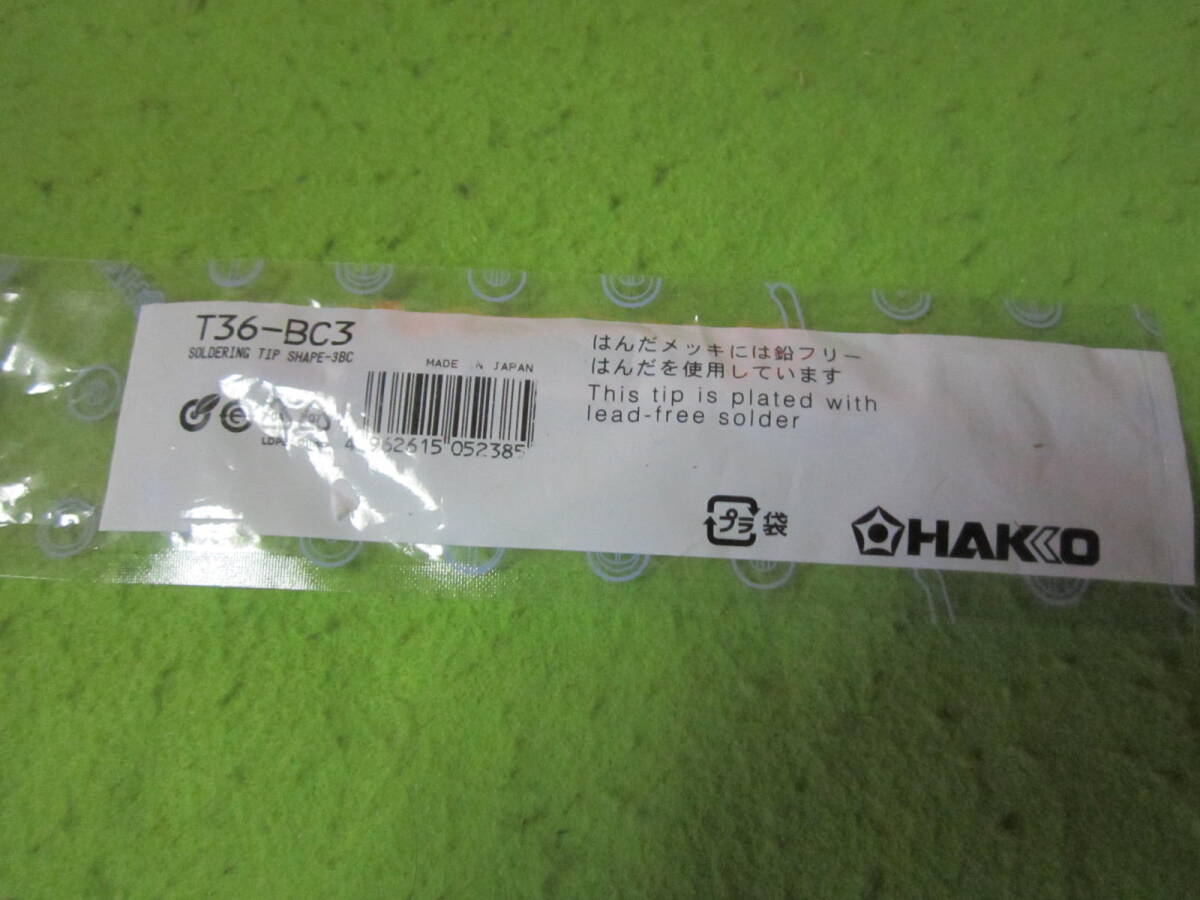 T36-BC3
SOLDERING TIP SHAPE-3BC
MADE IN JAPAN
4 962615 052385
はんだメッキには鉛フリー
はんだを使用しています
This tip is plated with
lead-free solder
プラ 袋
HAKKO